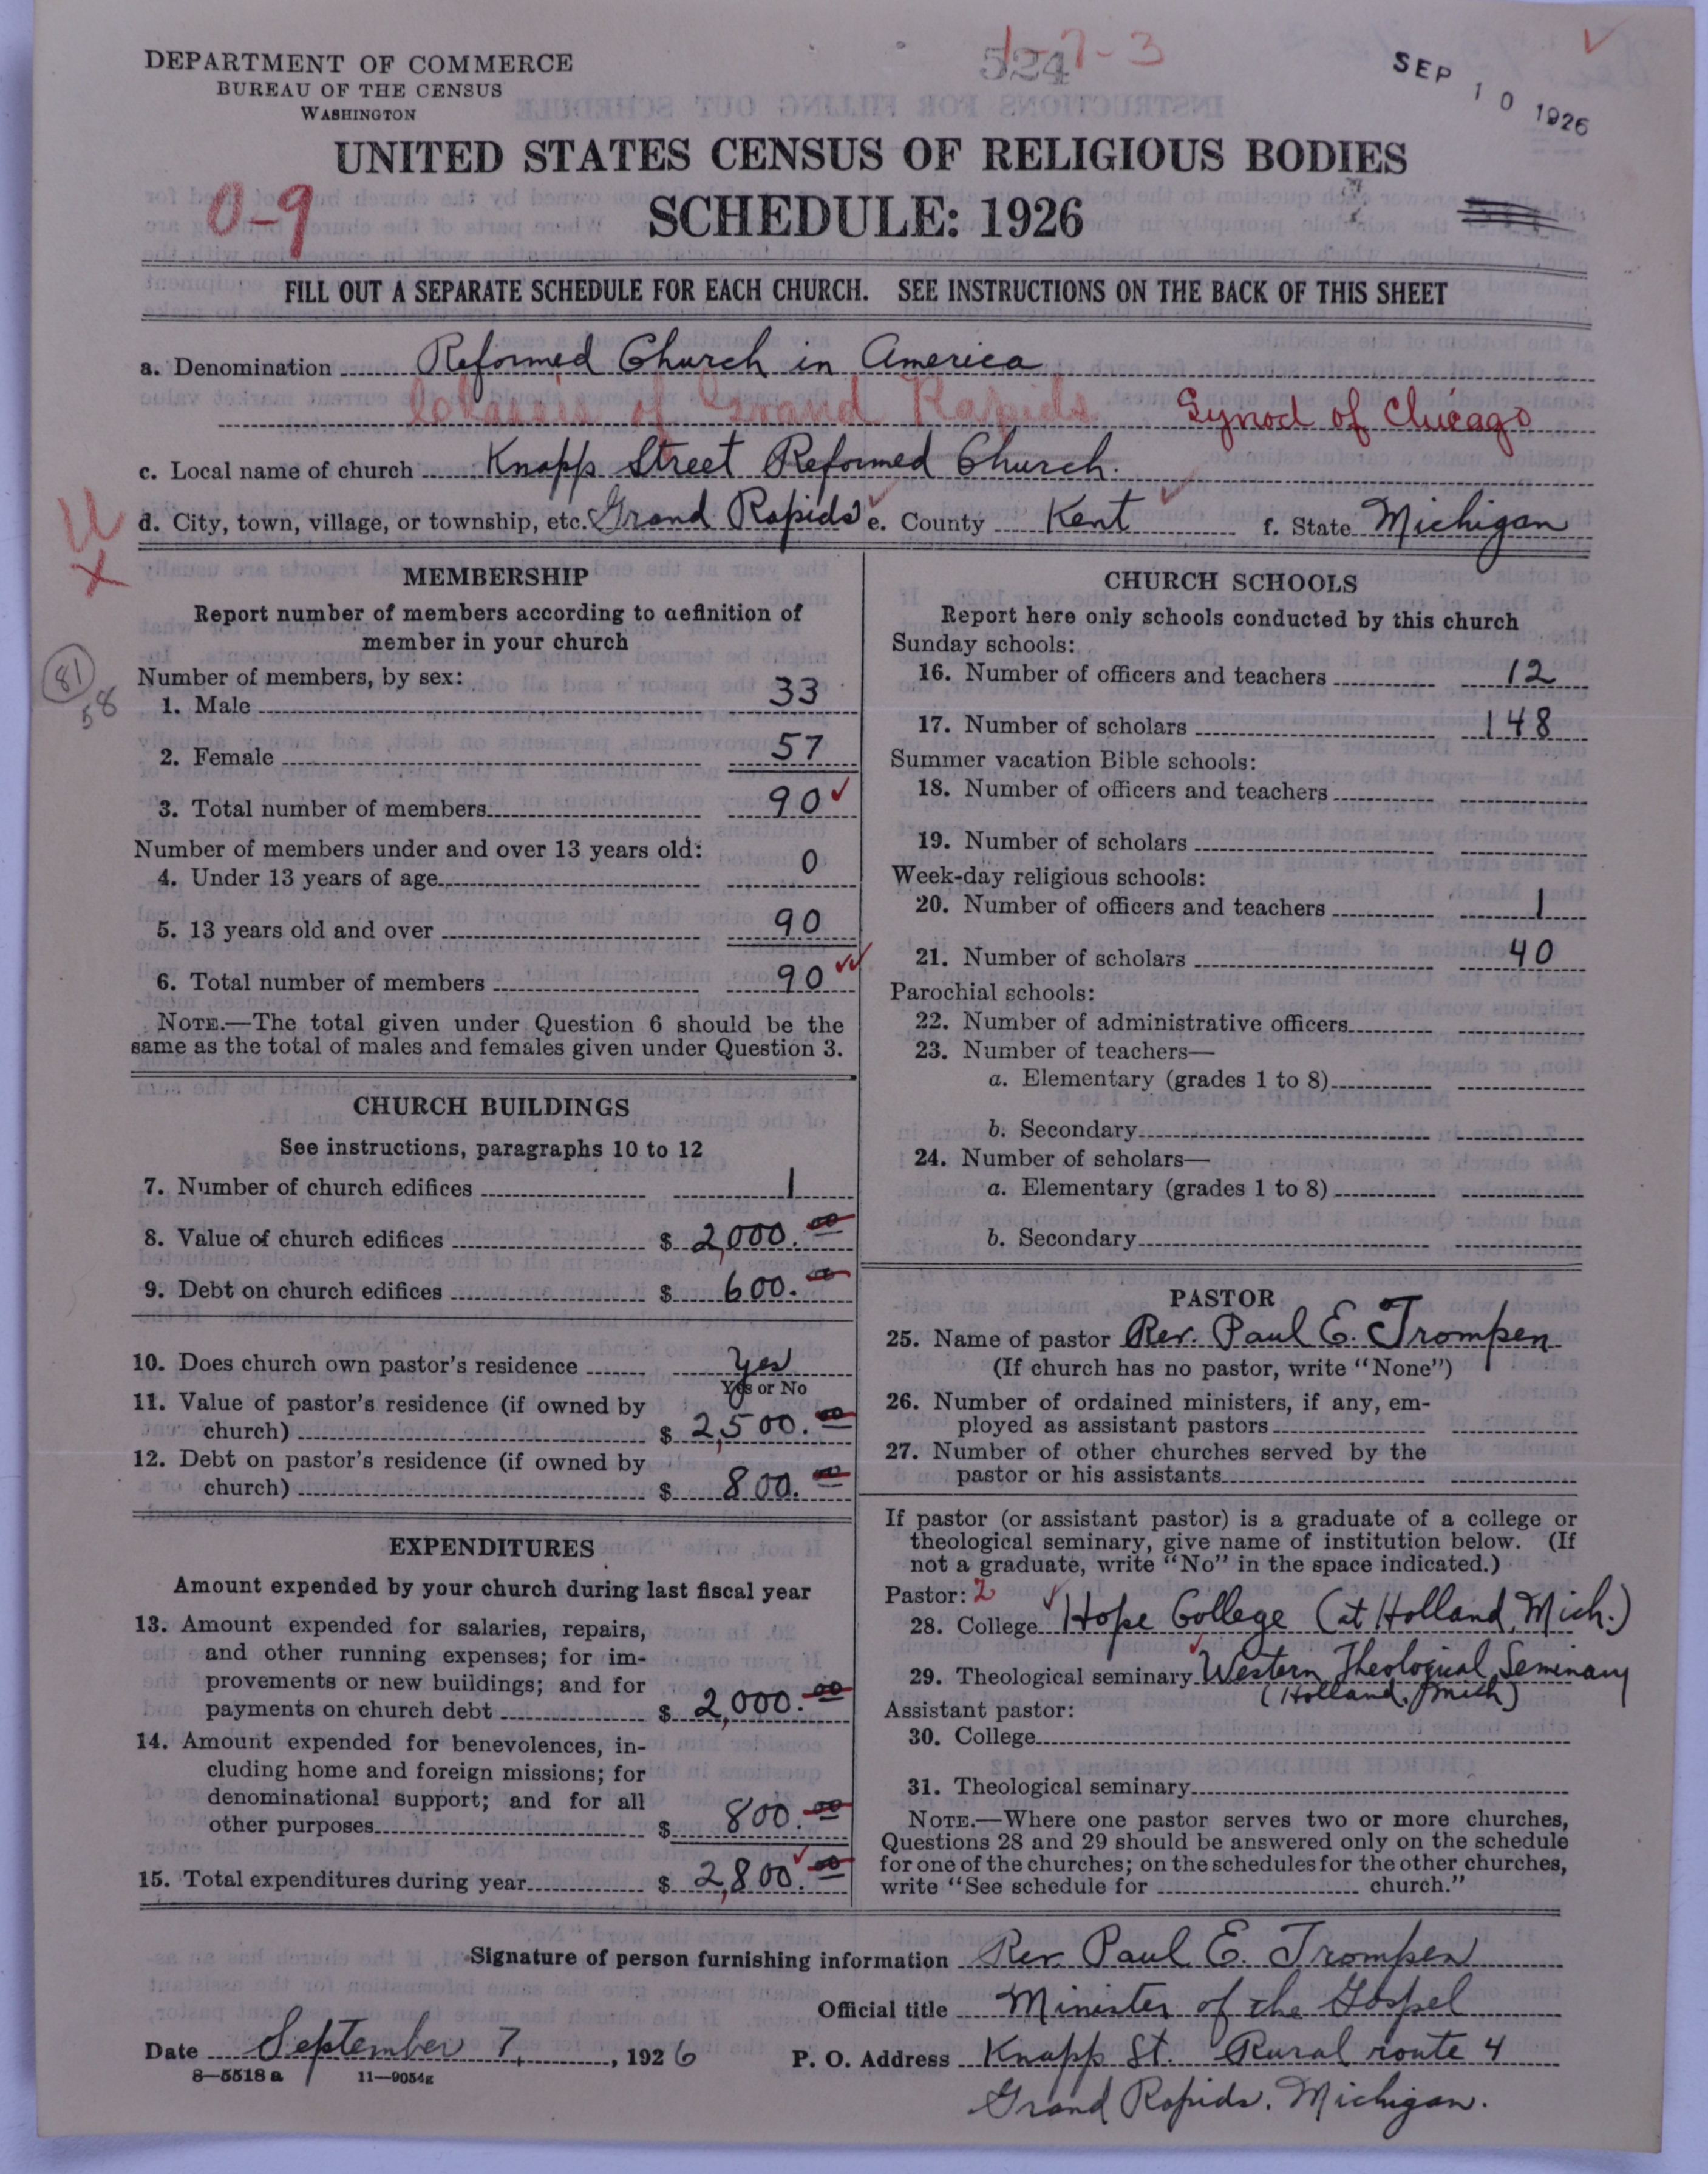 DEPARTMENT OF COMMERCE
BUREAU OF THE CENSUS
WASHINGTON
524
1-7-3
SEP 10 1926
UNITED STATES CENSUS OF RELIGIOUS BODIES
0-9
SCHEDULE: 1926
FILL OUT A SEPARATE SCHEDULE FOR EACH CHURCH. SEE INSTRUCTIONS ON THE BACK OF THIS SHEET
a. Denomination Reformed Church in America
Classis of Grand Rapids Synod of Chicago
c. Local name of church Knapp Street Reformed Church.
d. City, town, village, or township, etc. Grand Rapids e. County Kent f. State Michigan
U
X
MEMBERSHIP
Report number of members according to definition of
member in your church
81
58
Number of members, by sex:
1. Male 33
2. Female 57
3. Total number of members 90
Number of members under and over 13 years old:
4. Under 13 years of age 0
5. 13 years old and over 90
6. Total number of members 90
NOTE.—The total given under Question 6 should be the
same as the total of males and females given under Question 3.
CHURCH BUILDINGS
See instructions, paragraphs 10 to 12
7. Number of church edifices 1
8. Value of church edifices $ 2,000.00
9. Debt on church edifices $ 600.00
10. Does church own pastor's residence Yes
Yes or No
11. Value of pastor's residence (if owned by
church) $ 2,500.00
12. Debt on pastor's residence (if owned by
church) $ 800.00
EXPENDITURES
Amount expended by your church during last fiscal year
13. Amount expended for salaries, repairs,
and other running expenses; for im-
provements or new buildings; and for
payments on church debt $ 2,000.00
14. Amount expended for benevolences, in-
cluding home and foreign missions; for
denominational support; and for all
other purposes $ 800.00
15. Total expenditures during year $ 2,800.00
CHURCH SCHOOLS
Report here only schools conducted by this church
Sunday schools:
16. Number of officers and teachers 12
17. Number of scholars 148
Summer vacation Bible schools:
18. Number of officers and teachers
19. Number of scholars
Week-day religious schools:
20. Number of officers and teachers 1
21. Number of scholars 40
Parochial schools:
22. Number of administrative officers
23. Number of teachers—
a. Elementary (grades 1 to 8)
b. Secondary
24. Number of scholars—
a. Elementary (grades 1 to 8)
b. Secondary
PASTOR
25. Name of pastor Rev. Paul E. Trompen
(If church has no pastor, write "None")
26. Number of ordained ministers, if any, em-
ployed as assistant pastors
27. Number of other churches served by the
pastor or his assistants
If pastor (or assistant pastor) is a graduate of a college or
theological seminary, give name of institution below. (If
not a graduate, write "No" in the space indicated.)
Pastor: 2
28. College Hope College (at Holland, Mich.)
29. Theological seminary Western Theological Seminary
(Holland, Mich)
Assistant pastor:
30. College
31. Theological seminary
NOTE.—Where one pastor serves two or more churches,
Questions 28 and 29 should be answered only on the schedule
for one of the churches; on the schedules for the other churches,
write "See schedule for church."
Signature of person furnishing information Rev. Paul E. Trompen
Official title Minister of the Gospel
Date September 7, 1926 P. O. Address Knapp St. Rural route 4
8—5518 a 11—9054g
Grand Rapids, Michigan.